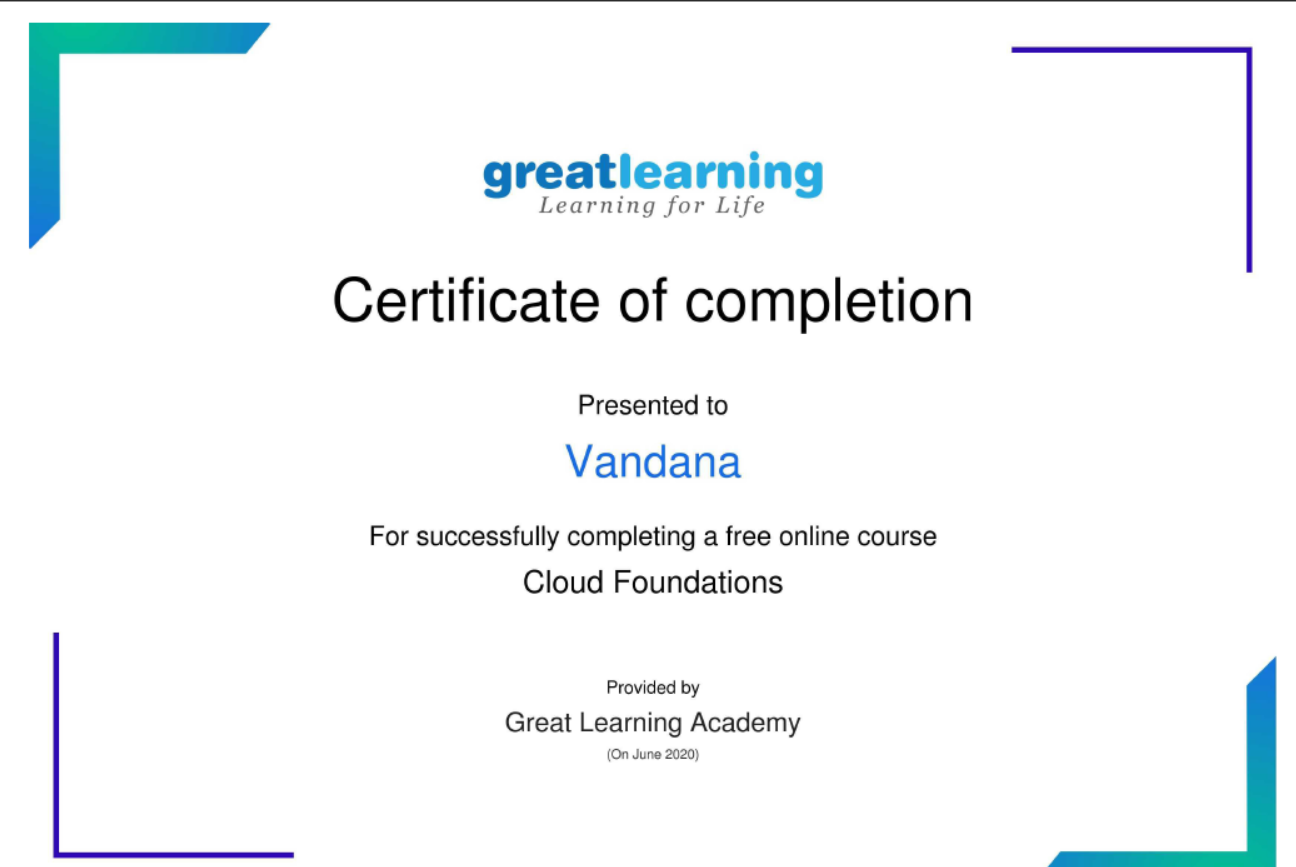 greatlearning
Learning for Life
Certificate of completion
Presented to
Vandana
For successfully completing a free online course
Cloud Foundations
Provided by
Great Learning Academy
(On June 2020)